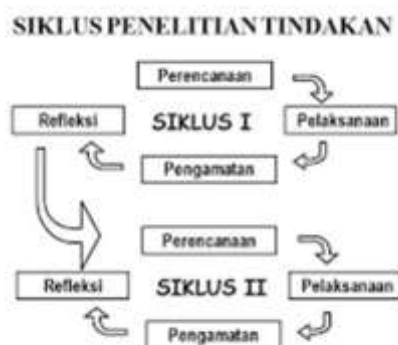 SIKLUS PENELITIAN TINDAKAN
Perencanaan
Refleksi
SIKLUS I
Pelaksanaan
Pengamatan
Perencanaan
Refleksi
SIKLUS II
Pelaksanaan
Pengamatan